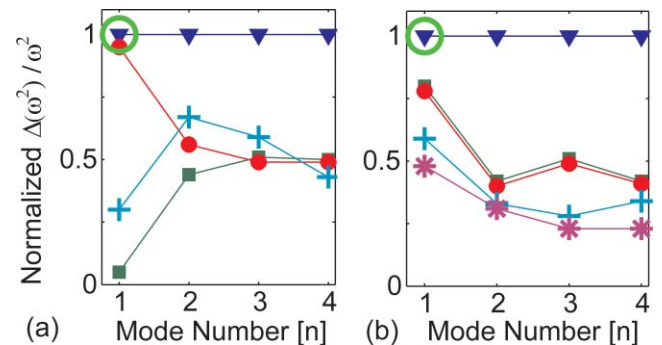 Normalized Δ(ω²) / ω²
1
0.5
0
1 2 3 4
(a) Mode Number [n]
1
0.5
0
1 2 3 4
(b) Mode Number [n]